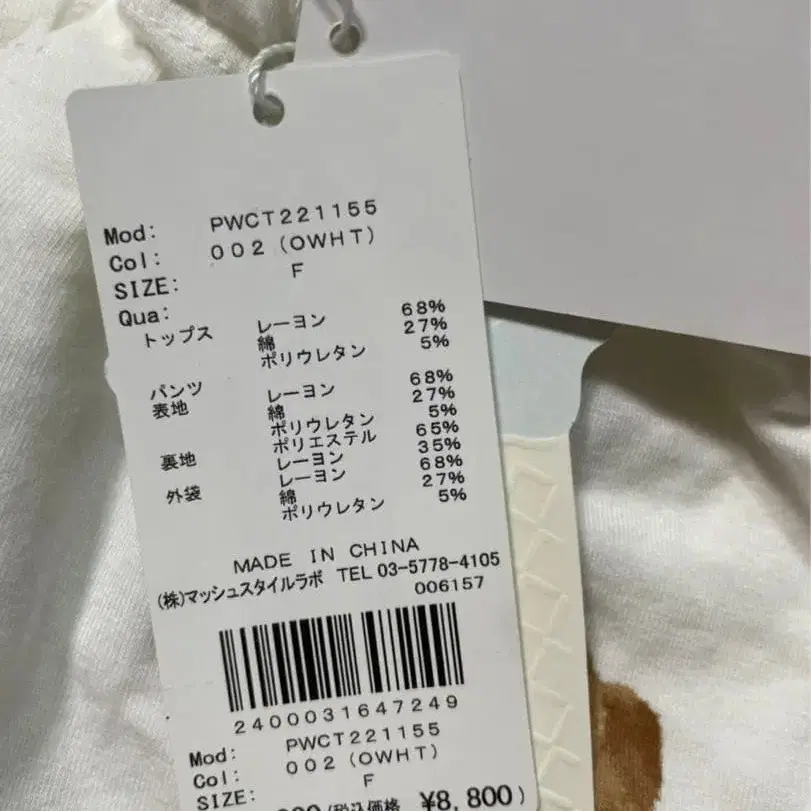 Mod: PWCT221155
Col: 002 (OWHT)
SIZE: F
Qua:
トップス レーヨン 68%
綿 27%
ポリウレタン 5%
パンツ
表地 レーヨン 68%
綿 27%
ポリウレタン 5%
裏地 ポリエステル 65%
レーヨン 35%
外袋 レーヨン 68%
綿 27%
ポリウレタン 5%
MADE IN CHINA
(株)マッシュスタイルラボ TEL 03-5778-4105
006157
2400031647249
Mod: PWCT221155
Col: 002 (OWHT)
SIZE: F
(税込価格 ¥8,800)